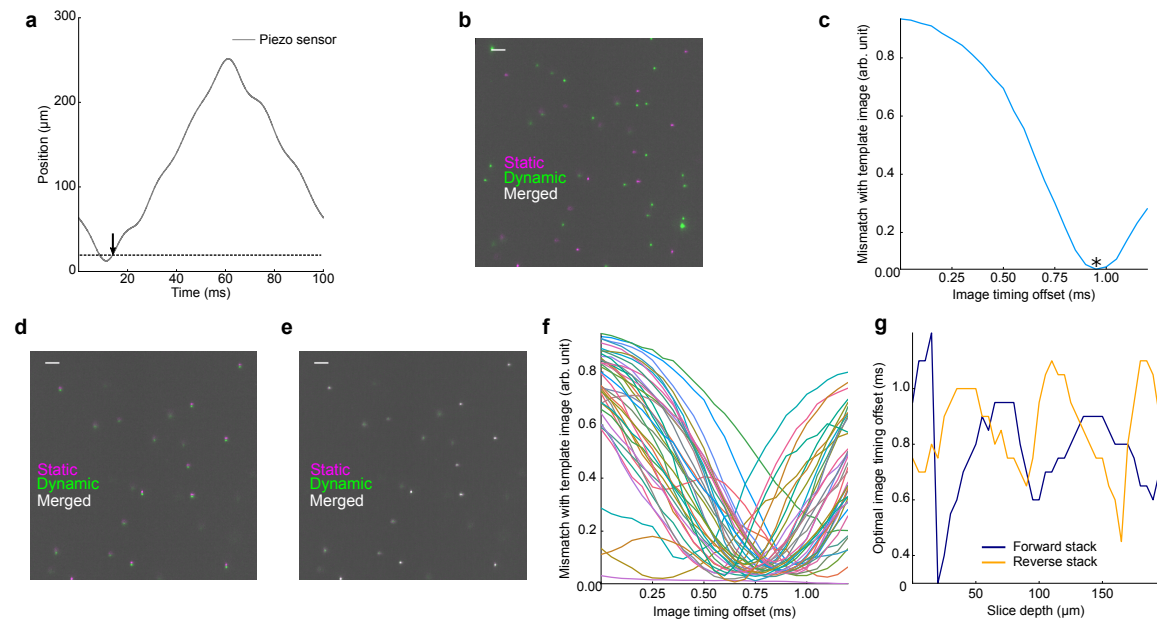 a
300
200
100
0
Position (µm)
Piezo sensor
20
40
60
80
100
Time (ms)
b
Static
Dynamic
Merged
c
Mismatch with template image (arb. unit)
0.8
0.6
0.4
0.2
0.00
0.25
0.50
0.75
1.00
*
Image timing offset (ms)
d
Static
Dynamic
Merged
e
Static
Dynamic
Merged
f
Mismatch with template image (arb. unit)
0.8
0.6
0.4
0.2
0.00
0.25
0.50
0.75
1.00
Image timing offset (ms)
g
Optimal image timing offset (ms)
1.0
0.8
0.6
0.4
0
Forward stack
Reverse stack
50
100
150
Slice depth (µm)